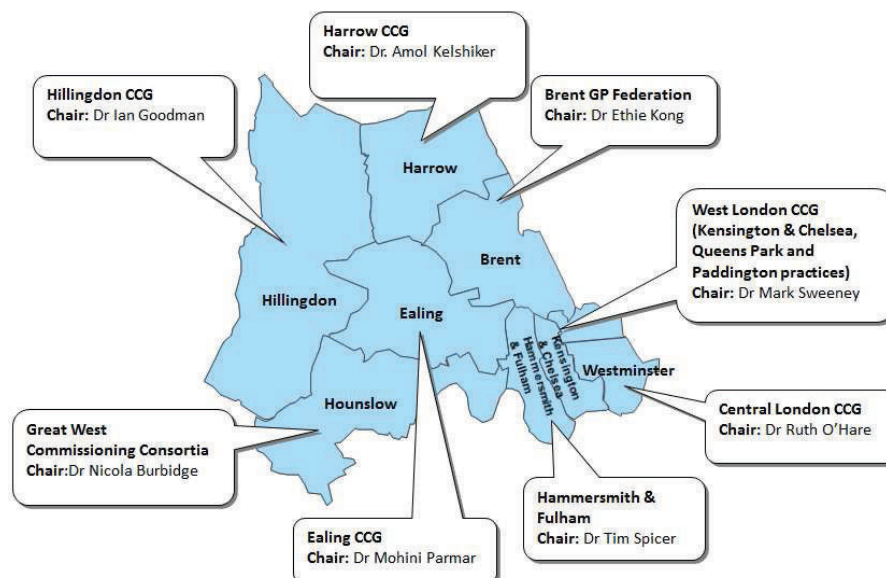 Harrow CCG
Chair: Dr. Amol Kelshiker
Hillingdon CCG
Chair: Dr Ian Goodman
Brent GP Federation
Chair: Dr Ethie Kong
Harrow
West London CCG
(Kensington & Chelsea,
Queens Park and
Paddington practices)
Chair: Dr Mark Sweeney
Brent
Hillingdon
Ealing
Kensington
& Chelsea
Hammersmith
& Fulham
Westminster
Hounslow
Central London CCG
Chair: Dr Ruth O’Hare
Great West
Commissioning Consortia
Chair:Dr Nicola Burbidge
Hammersmith &
Fulham
Chair: Dr Tim Spicer
Ealing CCG
Chair: Dr Mohini Parmar